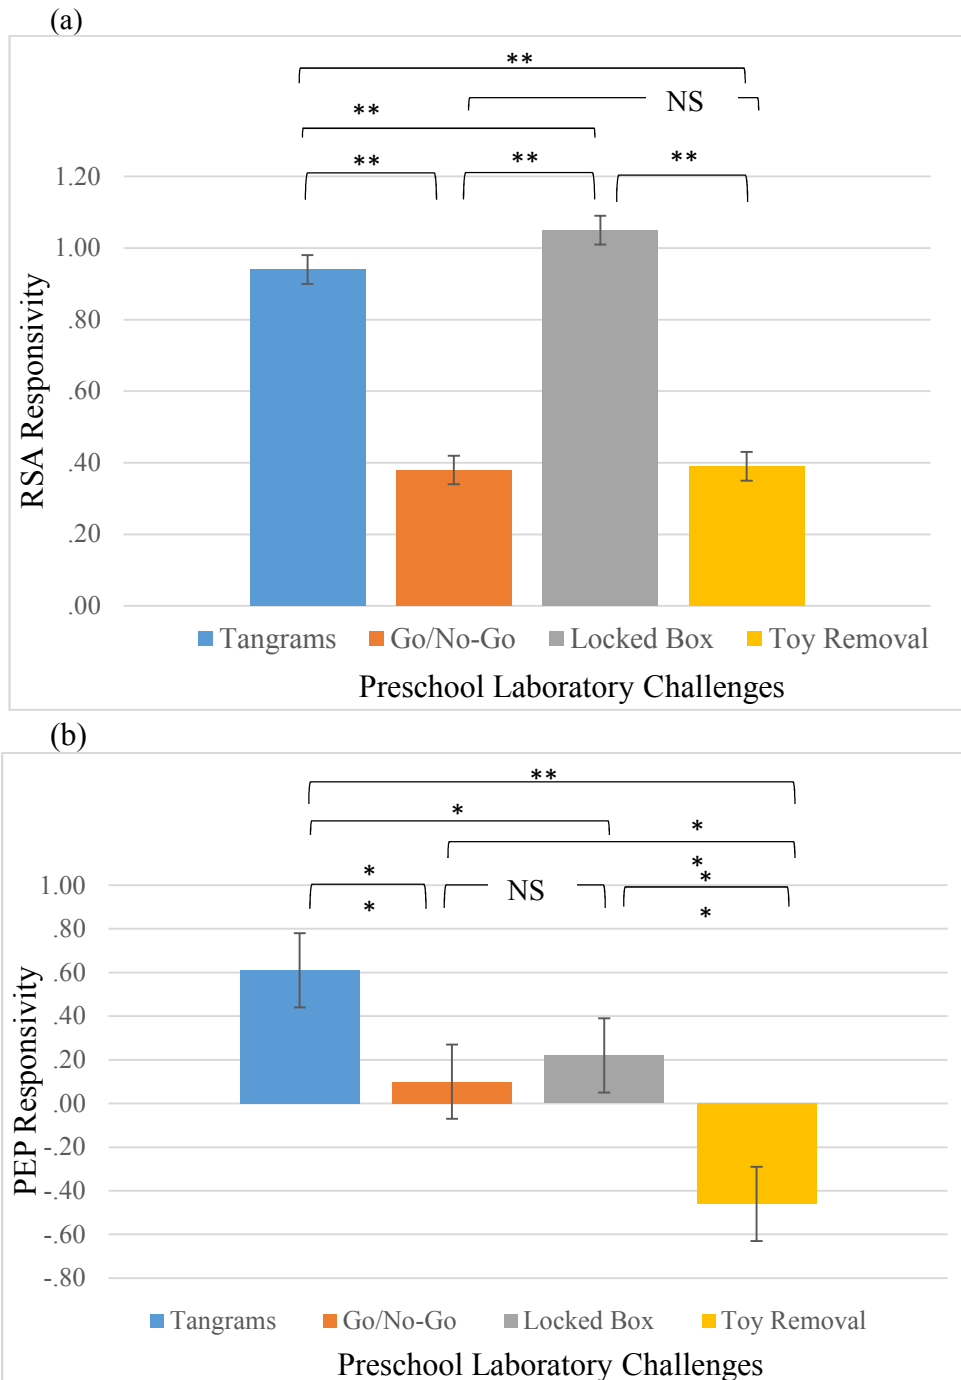 (a)
**
NS
**
** ** **
1.20
1.00
.80
.60
.40
.20
.00
RSA Responsivity
Tangrams Go/No-Go Locked Box Toy Removal
Preschool Laboratory Challenges
(b)
**
*
*
*
* NS *
* *
1.00
.80
.60
.40
.20
.00
-.20
-.40
-.60
-.80
PEP Responsivity
Tangrams Go/No-Go Locked Box Toy Removal
Preschool Laboratory Challenges